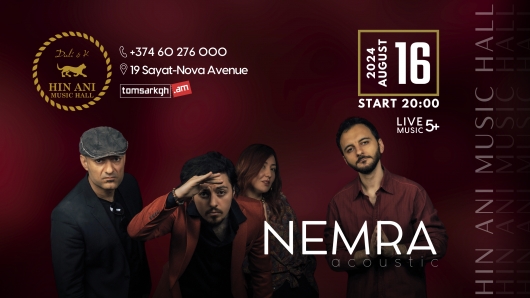 Dali & K
HIN ANI
MUSIC HALL
+374 60 276 000
19 Sayat-Nova Avenue
tomsarkgh.am
2024
AUGUST
16
START 20:00
LIVE
MUSIC 5+
NEMRA
acoustic
HIN ANI MUSIC HALL